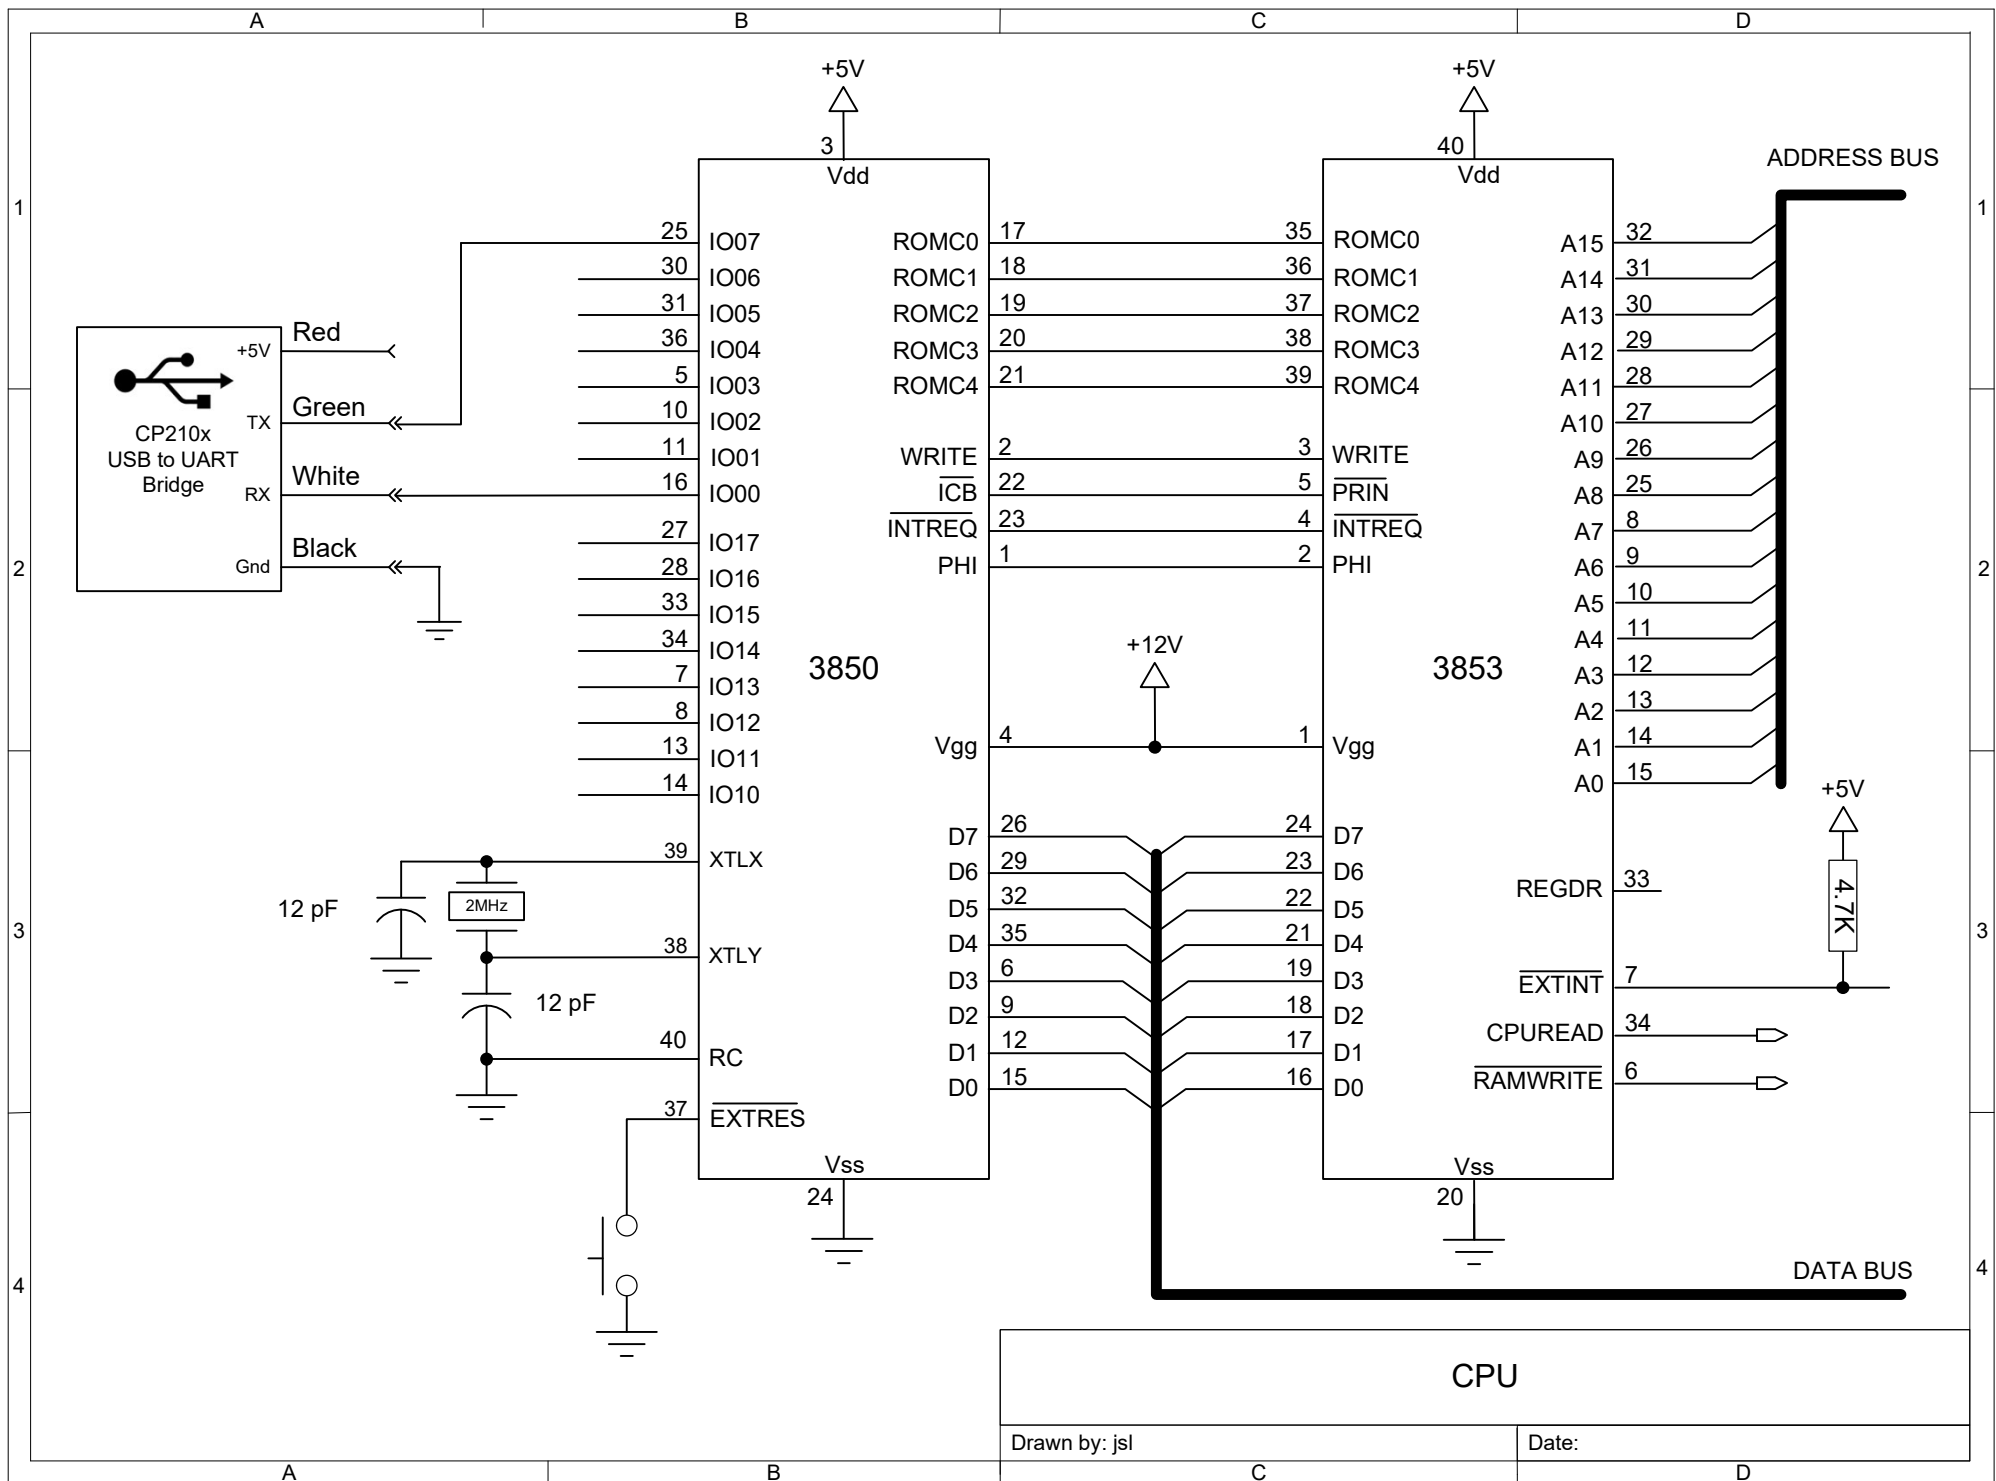 A B C D
+5V +5V
3 40
Vdd Vdd
ADDRESS BUS
1 1
25 IO07 ROMC0 17 35 ROMC0 A15 32
30 IO06 ROMC1 18 36 ROMC1 A14 31
31 IO05 ROMC2 19 37 ROMC2 A13 30
36 IO04 ROMC3 20 38 ROMC3 A12 29
5 IO03 ROMC4 21 39 ROMC4 A11 28
10 IO02 A10 27
11 IO01 WRITE 2 3 WRITE A9 26
16 IO00 ICB 22 5 PRIN A8 25
27 IO17 INTREQ 23 4 INTREQ A7 8
28 IO16 PHI 1 2 PHI A6 9
33 IO15 A5 10
34 IO14 A4 11
7 IO13 A3 12
8 IO12 A2 13
13 IO11 Vgg 4 1 Vgg A1 14
14 IO10 A0 15
+5V Red
TX Green
CP210x
USB to UART
Bridge
RX White
Gnd Black
2 2
3850 3853
+12V
+5V
4.7K
D7 26 24 D7
D6 29 23 D6
D5 32 22 D5
D4 35 21 D4
D3 6 19 D3
D2 9 18 D2
D1 12 17 D1
D0 15 16 D0
39 XTLX
12 pF 2MHz
38 XTLY
12 pF
40 RC
37 EXTRES
REGDR 33
EXTINT 7
CPUREAD 34
RAMWRITE 6
3 3
Vss Vss
24 20
4 4
DATA BUS
CPU
Drawn by: jsl Date:
A B C D